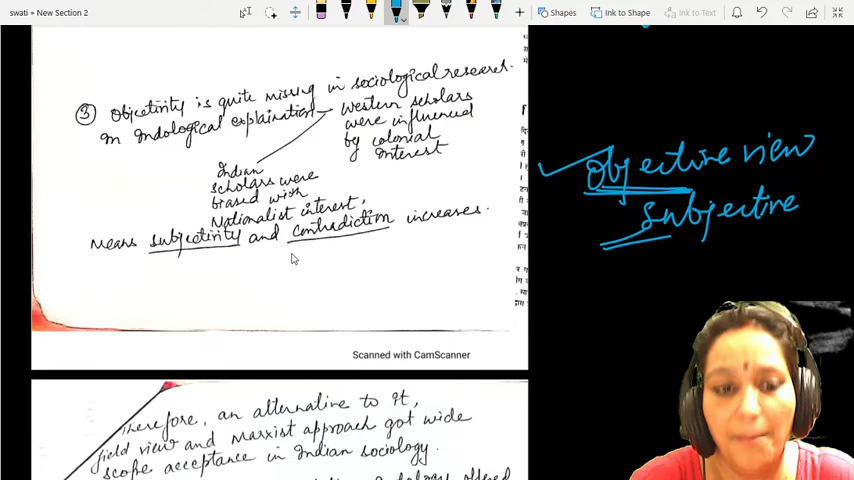 swati » New Section 2
Shapes
Ink to Shape
Ink to Text
③ Objectivity is quite missing in sociological research.
In Indological explaination
Western scholars
were influenced
by colonial
Interest
Indian
scholars were
biased with
Nationalist interest,
Means subjectivity and contradiction increases.
Scanned with CamScanner
Therefore, an alternative to it,
field view and Marxist approach got wide
scope acceptance in Indian sociology.
offered
Objective view
Subjective